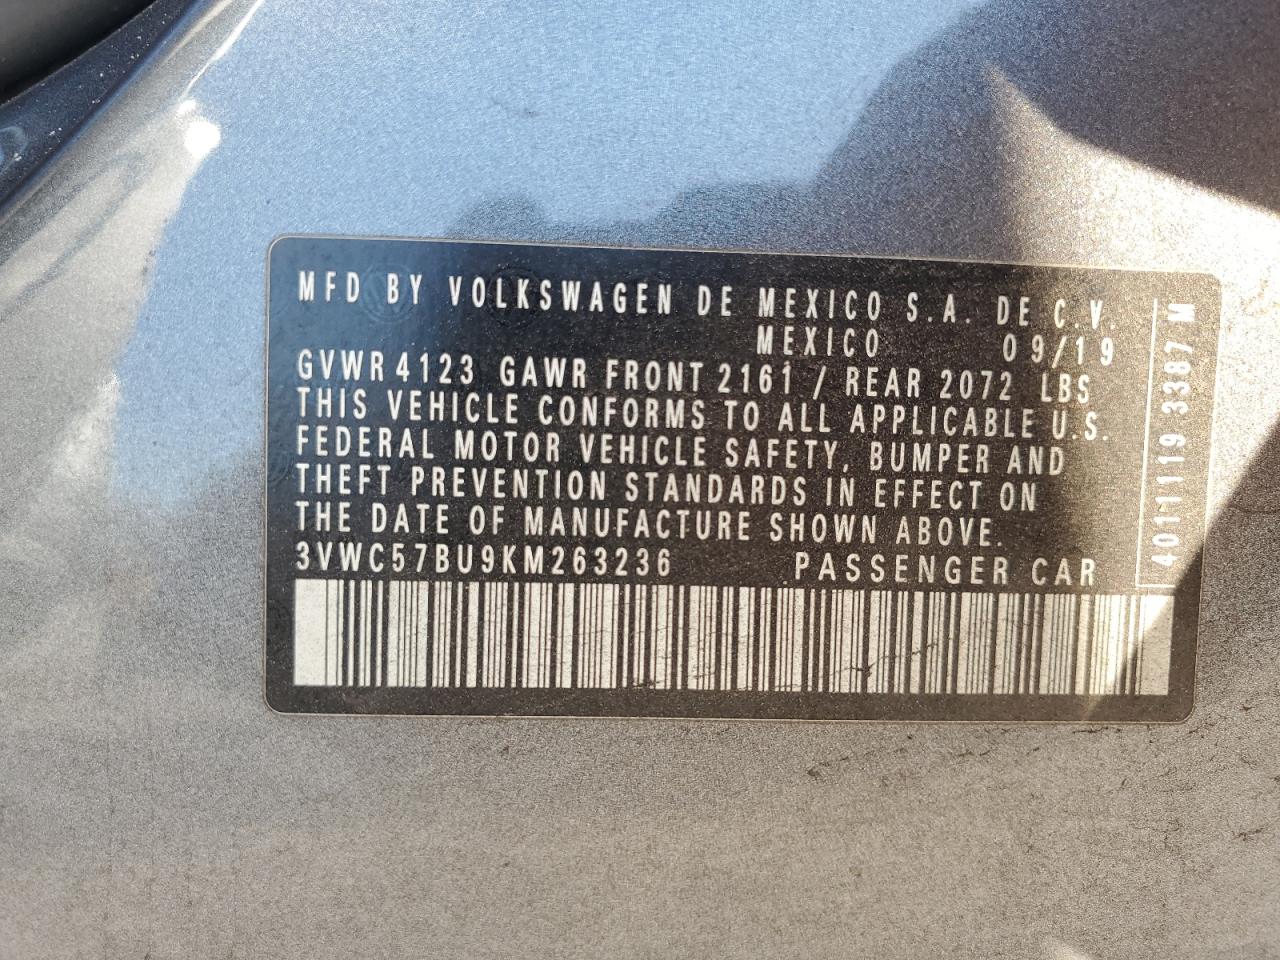 MFD BY VOLKSWAGEN DE MEXICO S.A. DE C.V.
MEXICO 09/19
GVWR 4123 GAWR FRONT 2161 / REAR 2072 LBS
THIS VEHICLE CONFORMS TO ALL APPLICABLE U.S.
FEDERAL MOTOR VEHICLE SAFETY, BUMPER AND
THEFT PREVENTION STANDARDS IN EFFECT ON
THE DATE OF MANUFACTURE SHOWN ABOVE.
3VWC57BU9KM263236 PASSENGER CAR
4011119 3387 M